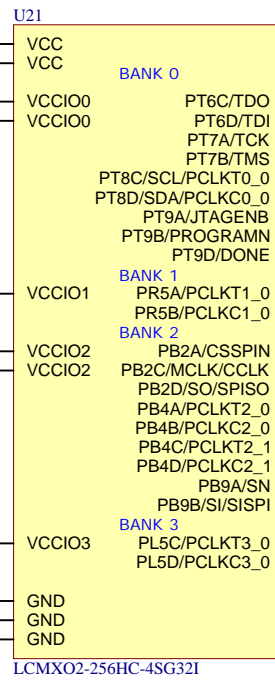 U21
VCC
VCC
BANK 0
VCCIO0 PT6C/TDO
VCCIO0 PT6D/TDI
PT7A/TCK
PT7B/TMS
PT8C/SCL/PCLKT0_0
PT8D/SDA/PCLKC0_0
PT9A/JTAGENB
PT9B/PROGRAMN
PT9D/DONE
BANK 1
VCCIO1 PR5A/PCLKT1_0
PR5B/PCLKC1_0
BANK 2
VCCIO2 PB2A/CSSPIN
VCCIO2 PB2C/MCLK/CCLK
PB2D/SO/SPISO
PB4A/PCLKT2_0
PB4B/PCLKC2_0
PB4C/PCLKT2_1
PB4D/PCLKC2_1
PB9A/SN
PB9B/SI/SISPI
BANK 3
VCCIO3 PL5C/PCLKT3_0
PL5D/PCLKC3_0
GND
GND
GND
LCMXO2-256HC-4SG32I